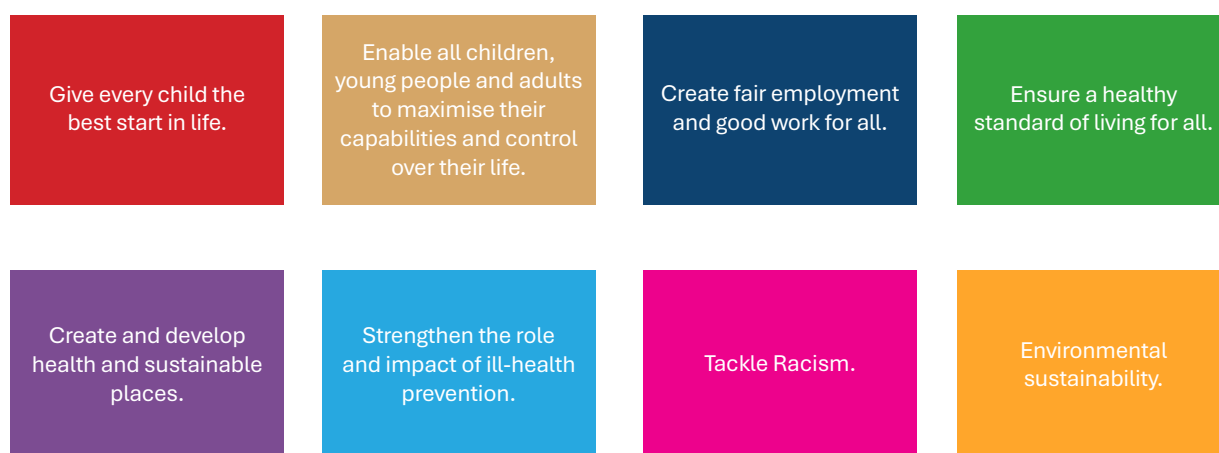 Give every child the
best start in life.
Enable all children,
young people and adults
to maximise their
capabilities and control
over their life.
Create fair employment
and good work for all.
Ensure a healthy
standard of living for all.
Create and develop
health and sustainable
places.
Strengthen the role
and impact of ill-health
prevention.
Tackle Racism.
Environmental
sustainability.